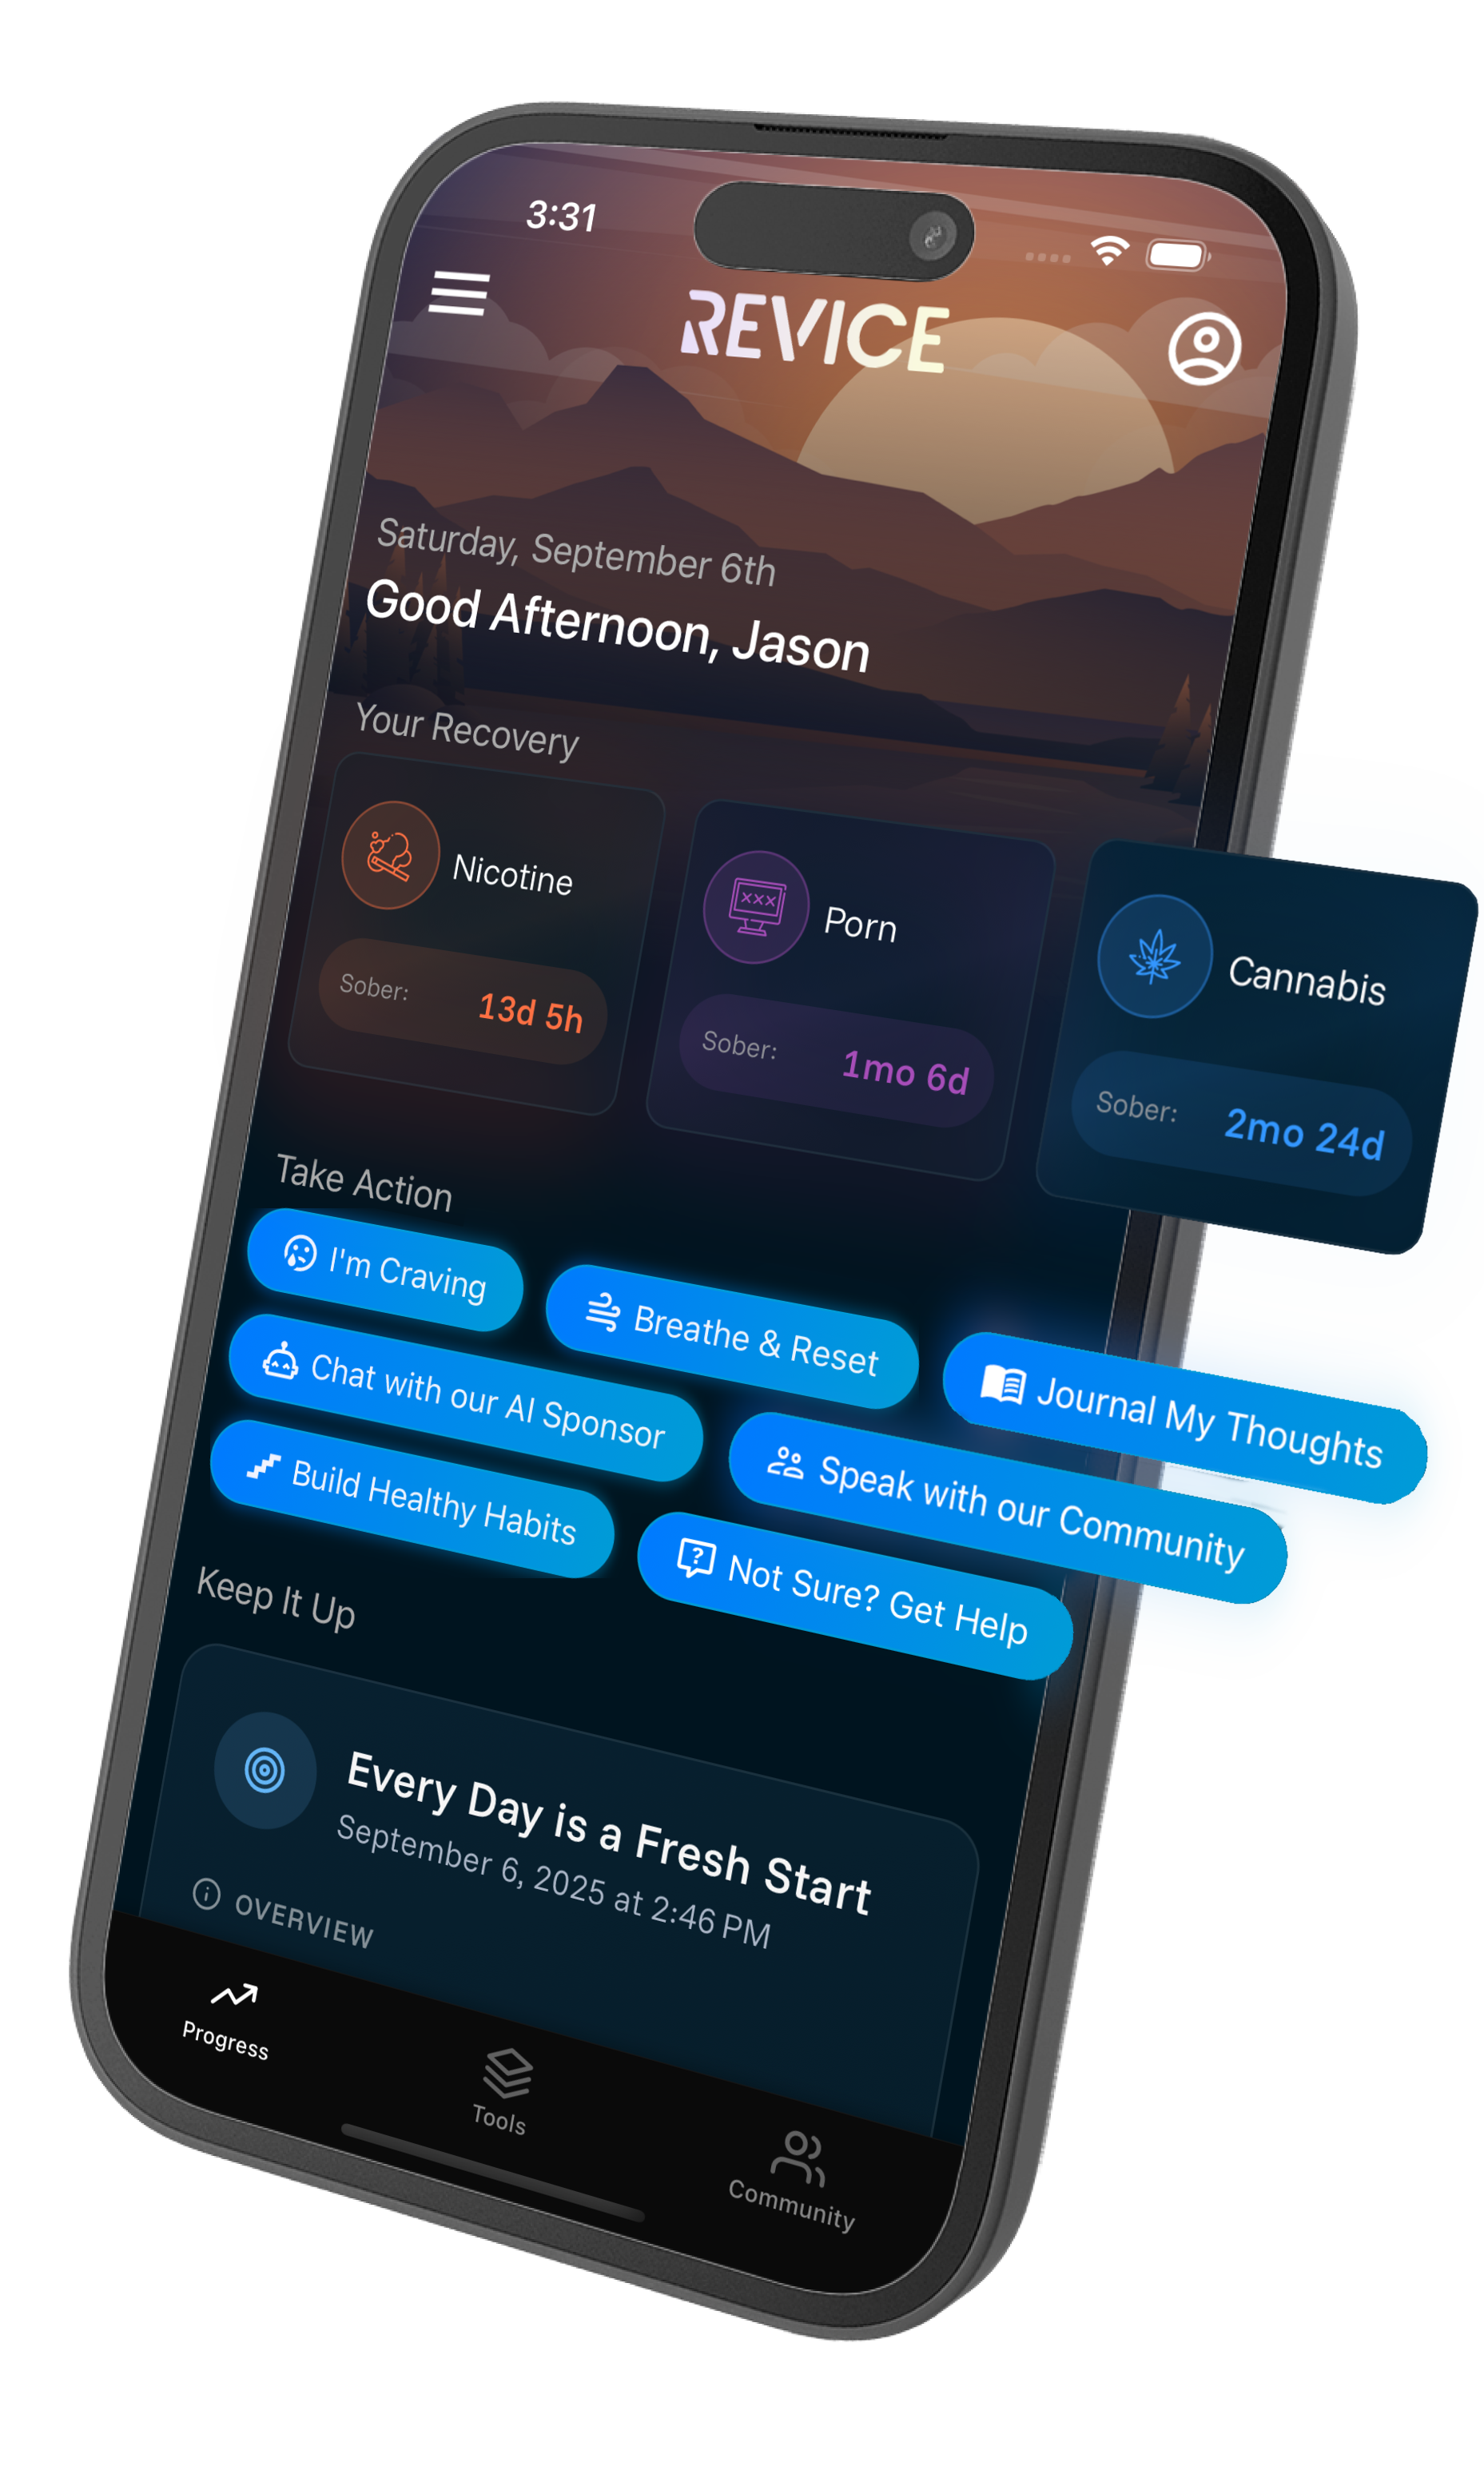 3:31
REVICE
Saturday, September 6th
Good Afternoon, Jason
Your Recovery
Nicotine
Sober: 13d 5h
XXX
Porn
Sober: 1mo 6d
Cannabis
Sober: 2mo 24d
Take Action
I'm Craving
Breathe & Reset
Journal My Thoughts
Chat with our AI Sponsor
Speak with our Community
Build Healthy Habits
? Not Sure? Get Help
Keep It Up
Every Day is a Fresh Start
September 6, 2025 at 2:46 PM
OVERVIEW
Progress
Tools
Community